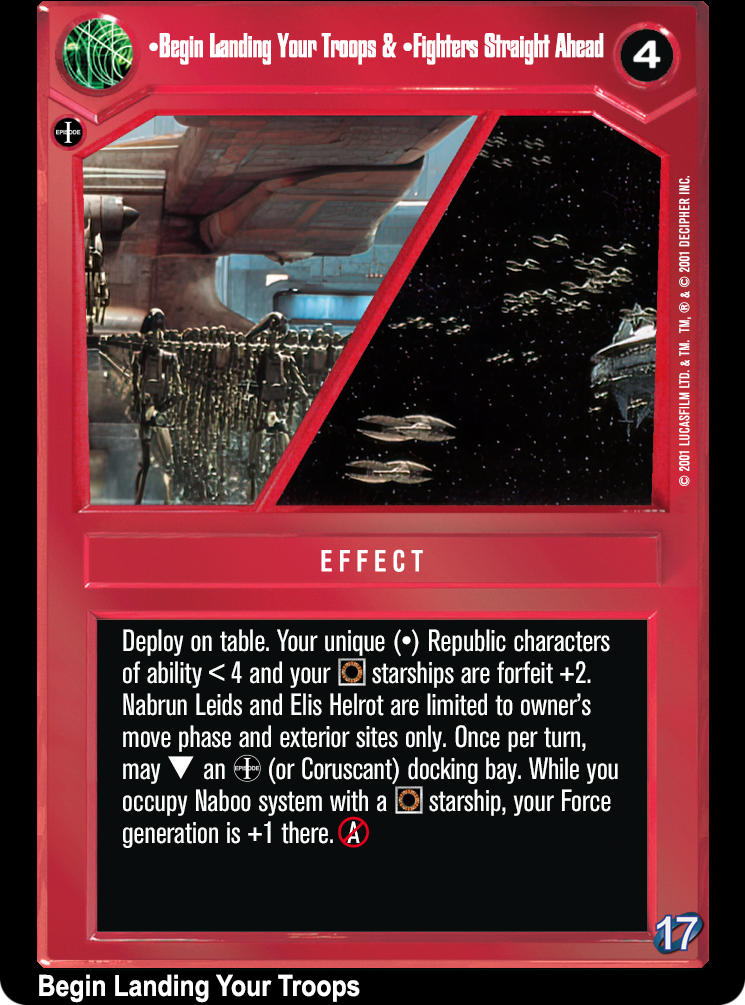 •Begin Landing Your Troops & •Fighters Straight Ahead
4
EPISODE I
© 2001 LUCASFILM LTD. & TM. TM, ® & © 2001 DECIPHER INC.
EFFECT
Deploy on table. Your unique (•) Republic characters
of ability < 4 and your starships are forfeit +2.
Nabrun Leids and Elis Helrot are limited to owner's
move phase and exterior sites only. Once per turn,
may ▼ an EPISODE I (or Coruscant) docking bay. While you
occupy Naboo system with a starship, your Force
generation is +1 there. A
17
Begin Landing Your Troops